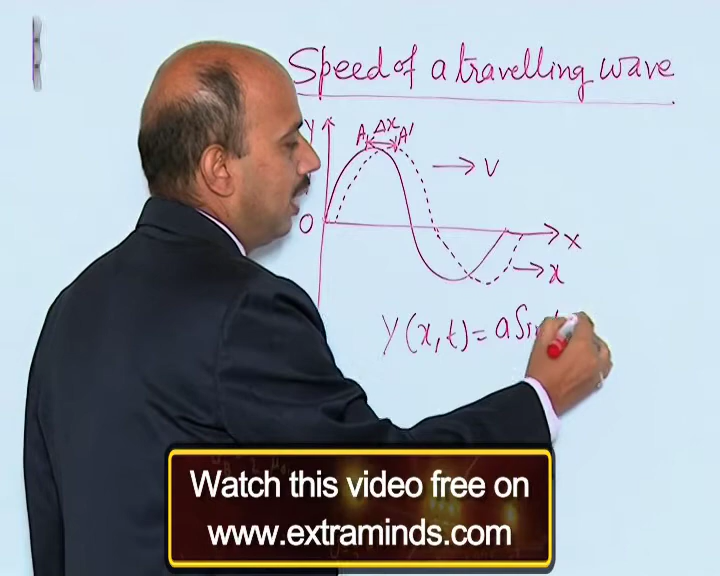 Speed of a travelling wave
Y
A Δx A'
→ V
O
x
→ x
Y(x,t) = a Sin
Watch this video free on
www.extraminds.com